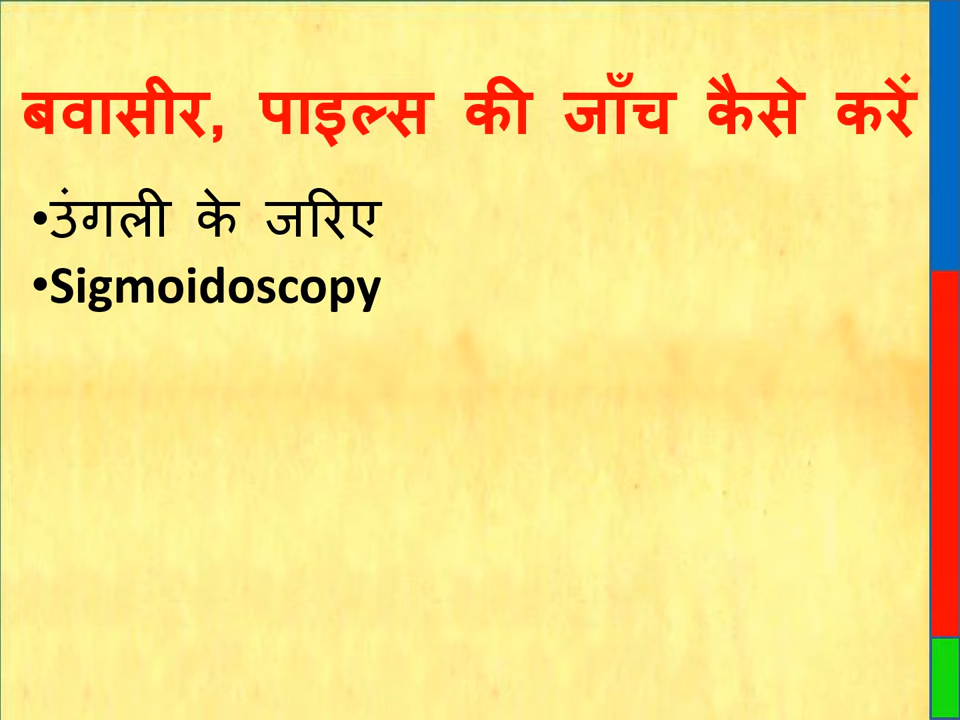 बवासीर, पाइल्स की जाँच कैसे करें
•उंगली के जरिए
•Sigmoidoscopy